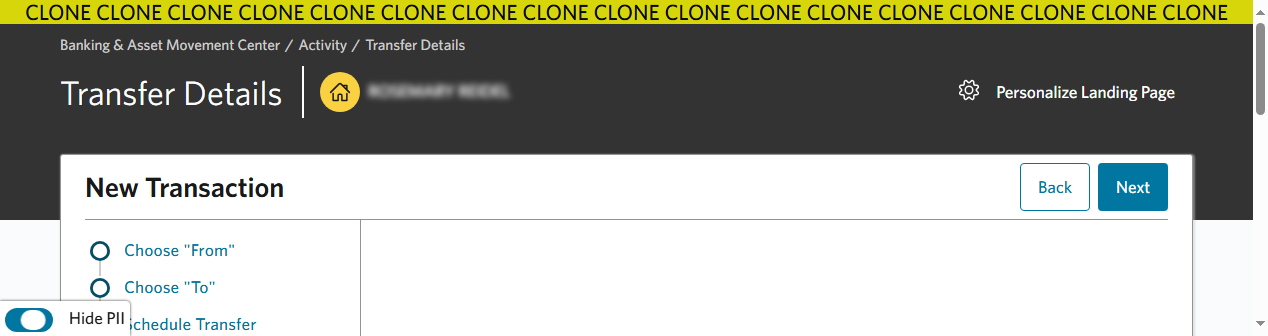 CLONE CLONE CLONE CLONE CLONE CLONE CLONE CLONE CLONE CLONE CLONE CLONE CLONE CLONE CLONE CLONE CLONE
Banking & Asset Movement Center / Activity / Transfer Details
Transfer Details
Personalize Landing Page
New Transaction
Back
Next
Choose "From"
Choose "To"
Hide PII
Schedule Transfer